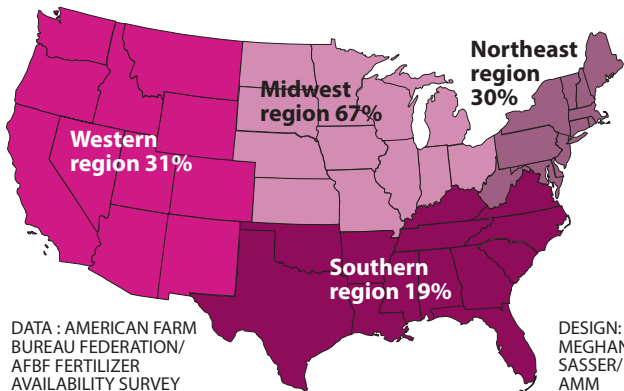 Northeast
region
30%
Midwest
region 67%
Western
region 31%
Southern
region 19%
DATA : AMERICAN FARM
BUREAU FEDERATION/
AFBF FERTILIZER
AVAILABILITY SURVEY
DESIGN:
MEGHAN
SASSER/
AMM